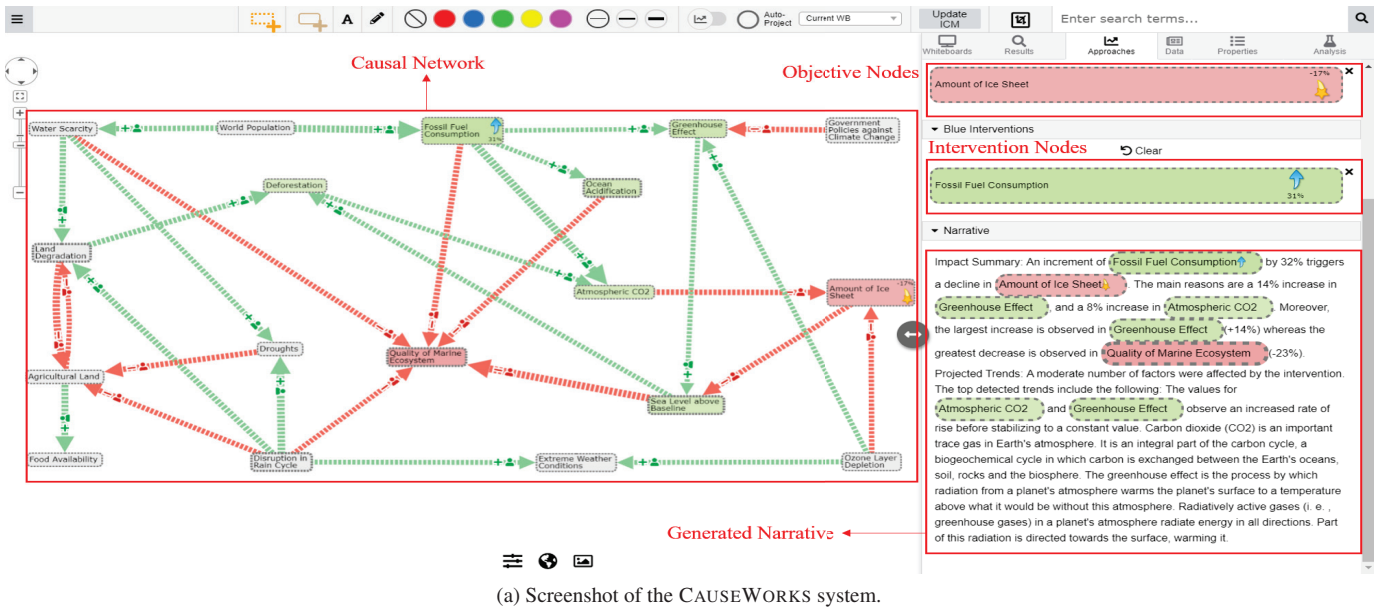 A
Auto-
Project
Current WB
Update
ICM
Enter search terms...
Whiteboards
Results
Approaches
Data
Properties
Analysis
Causal Network
Objective Nodes
Amount of Ice Sheet
-17%
Blue Interventions
Intervention Nodes
Clear
Fossil Fuel Consumption
31%
Narrative
Water Scarcity
World Population
Fossil Fuel
Consumption
31%
Greenhouse
Effect
Government
Policies against
Climate Change
Deforestation
Ocean
Acidification
Land
Degradation
Atmospheric CO2
Amount of Ice
Sheet
-17%
Droughts
Quality of Marine
Ecosystem
Agricultural Land
Sea Level above
Baseline
Food Availability
Disruption in
Rain Cycle
Extreme Weather
Conditions
Ozone Layer
Depletion
Impact Summary: An increment of Fossil Fuel Consumption by 32% triggers
a decline in Amount of Ice Sheet . The main reasons are a 14% increase in
Greenhouse Effect , and a 8% increase in Atmospheric CO2 . Moreover,
the largest increase is observed in Greenhouse Effect (+14%) whereas the
greatest decrease is observed in Quality of Marine Ecosystem (-23%).
Projected Trends: A moderate number of factors were affected by the intervention.
The top detected trends include the following: The values for
Atmospheric CO2 and Greenhouse Effect observe an increased rate of
rise before stabilizing to a constant value. Carbon dioxide (CO2) is an important
trace gas in Earth's atmosphere. It is an integral part of the carbon cycle, a
biogeochemical cycle in which carbon is exchanged between the Earth's oceans,
soil, rocks and the biosphere. The greenhouse effect is the process by which
radiation from a planet's atmosphere warms the planet's surface to a temperature
above what it would be without this atmosphere. Radiatively active gases (i. e. ,
greenhouse gases) in a planet's atmosphere radiate energy in all directions. Part
of this radiation is directed towards the surface, warming it.
Generated Narrative
(a) Screenshot of the CAUSEWORKS system.